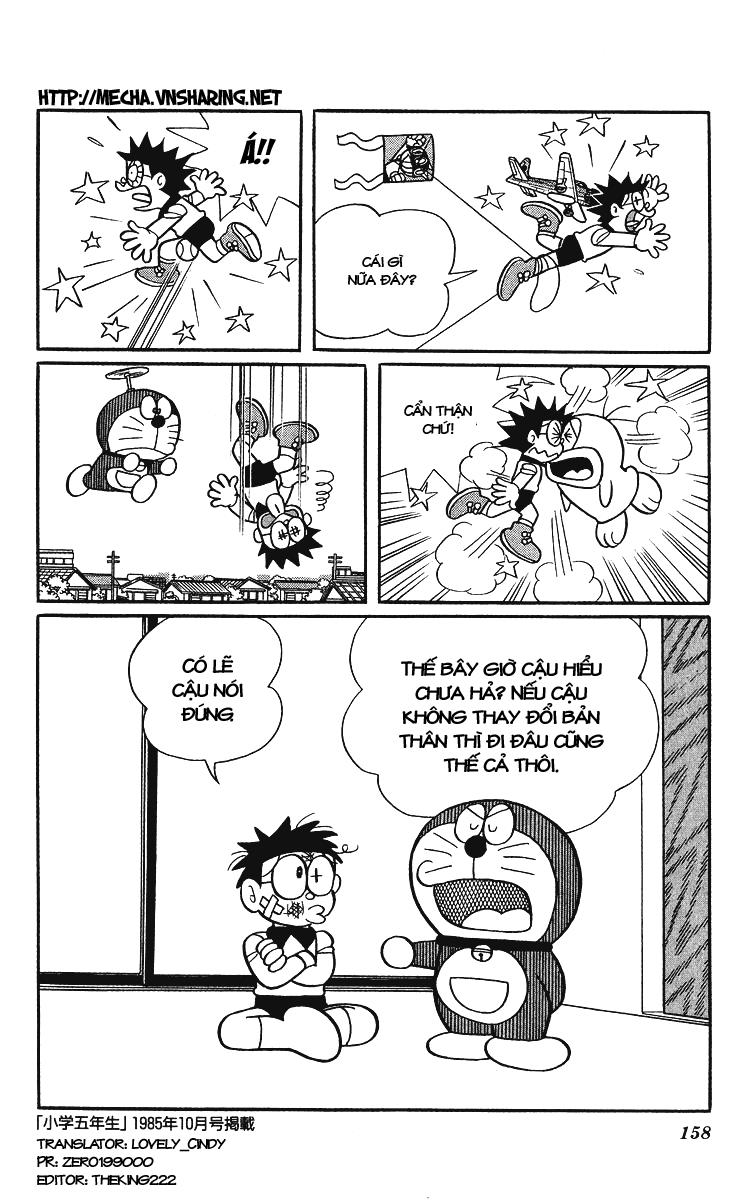 HTTP://MECHA.VNSHARING.NET
Á!!
CÁI GÌ
NỮA ĐÂY?
CẨN THẬN
CHỨ!
CÓ LẼ
CẬU NÓI
ĐÚNG.
THẾ BÂY GIỜ CẬU HIỂU
CHƯA HẢ? NẾU CẬU
KHÔNG THAY ĐỔI BẢN
THÂN THÌ ĐI ĐÂU CŨNG
THẾ CẢ THÔI.
「小学五年生」1985年10月号掲載
158
TRANSLATOR: LOVELY_CINDY
PR: ZERO199000
EDITOR: THEKING222